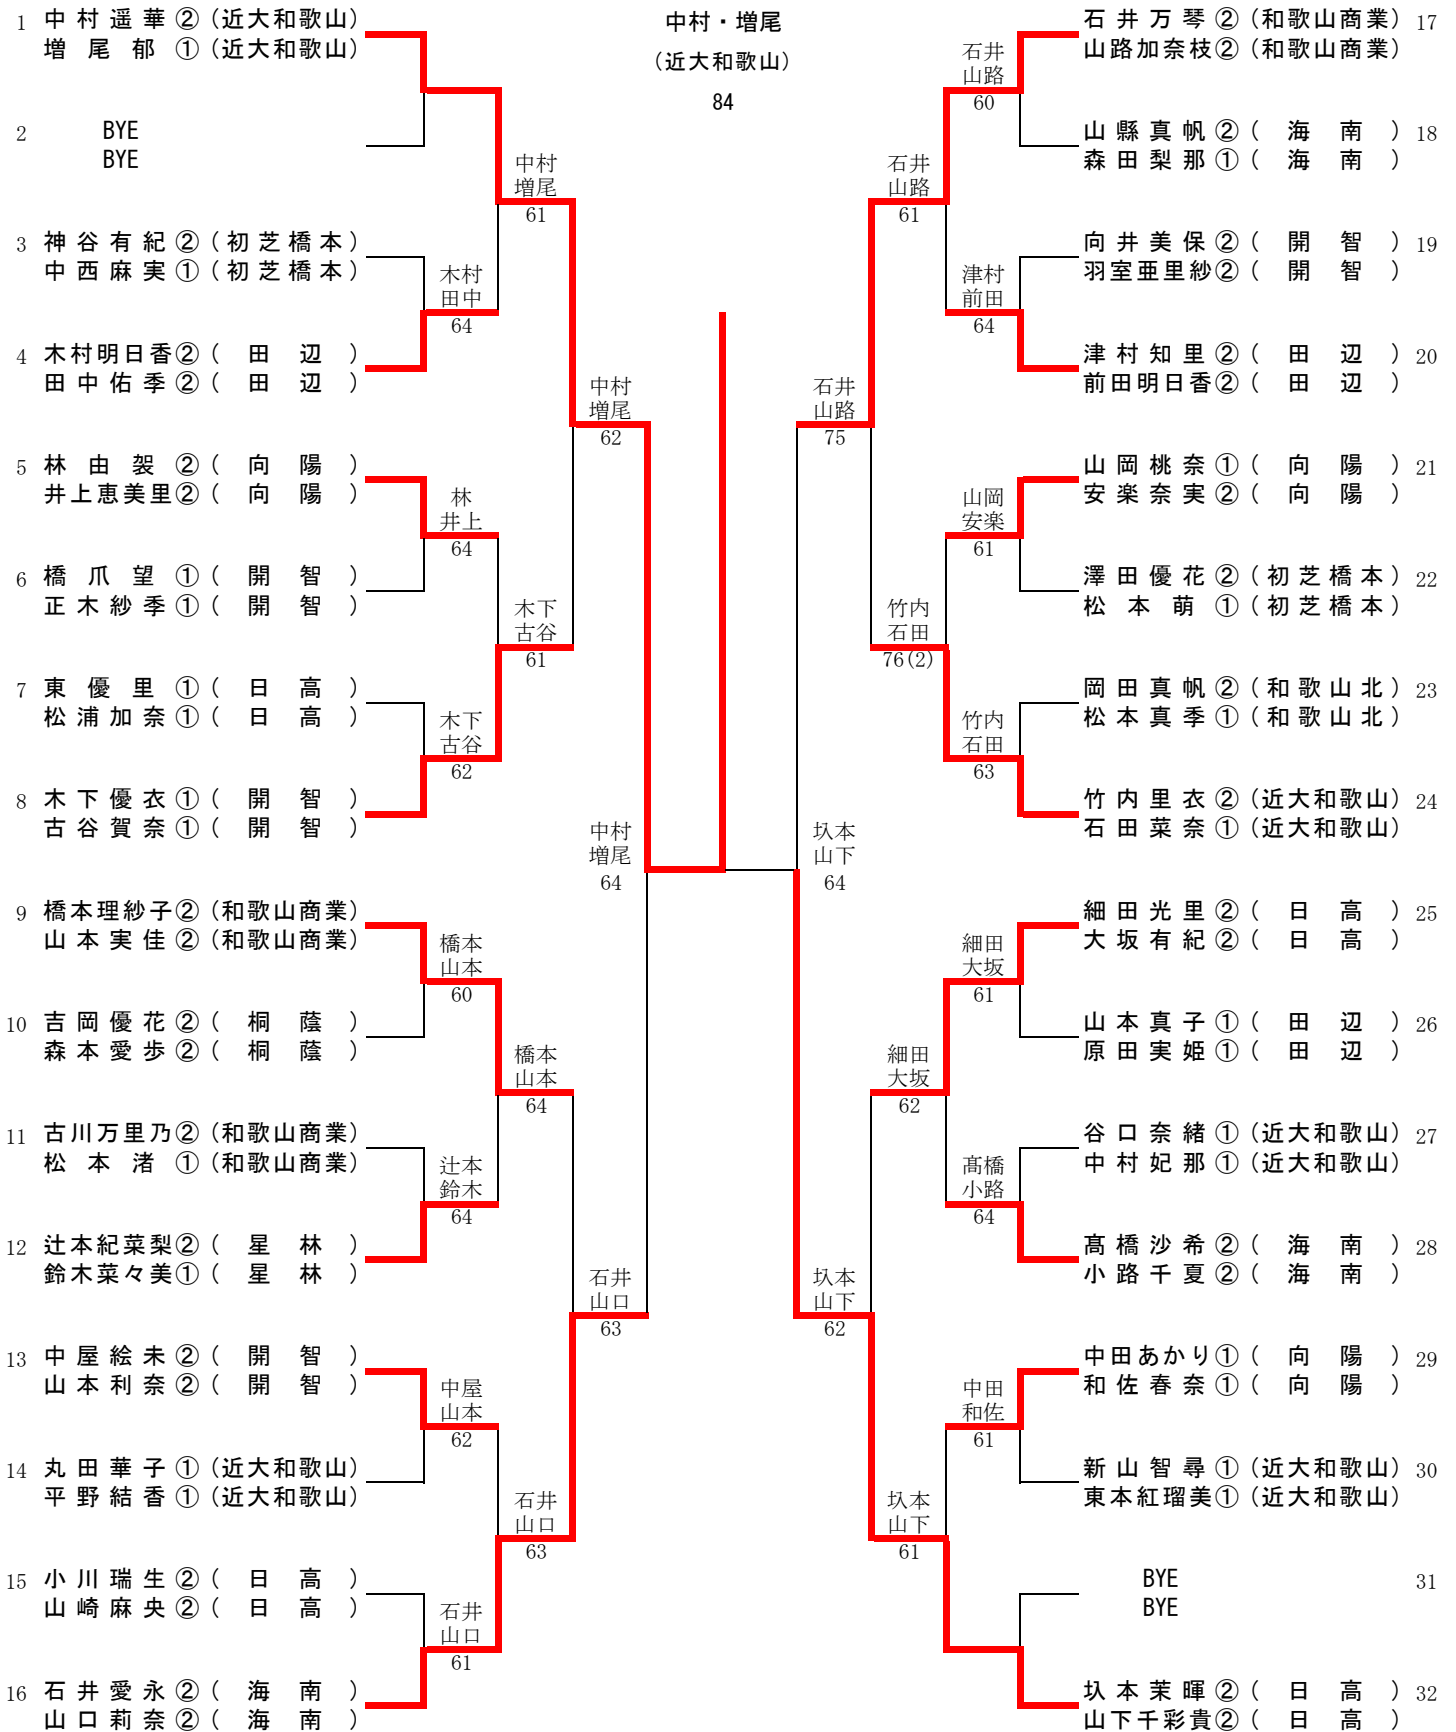 中村・増尾
(近大和歌山)
84
1 中村遥華②(近大和歌山)
増尾郁①(近大和歌山)
2 BYE
BYE
3 神谷有紀②(初芝橋本)
中西麻実①(初芝橋本)
4 木村明日香②(田辺)
田中佑季②(田辺)
5 林由袈②(向陽)
井上恵美里②(向陽)
6 橋爪望①(開智)
正木紗季①(開智)
7 東優里①(日高)
松浦加奈①(日高)
8 木下優衣①(開智)
古谷賀奈①(開智)
9 橋本理紗子②(和歌山商業)
山本実佳②(和歌山商業)
10 吉岡優花②(桐蔭)
森本愛歩②(桐蔭)
11 古川万里乃②(和歌山商業)
松本渚①(和歌山商業)
12 辻本紀菜梨②(星林)
鈴木菜々美①(星林)
13 中屋絵未②(開智)
山本利奈②(開智)
14 丸田華子①(近大和歌山)
平野結香①(近大和歌山)
15 小川瑞生②(日高)
山崎麻央②(日高)
16 石井愛永②(海南)
山口莉奈②(海南)
木村
田中
64
林
井上
64
木下
古谷
62
橋本
山本
60
辻本
鈴木
64
中屋
山本
62
石井
山口
61
中村
増尾
61
木下
古谷
61
橋本
山本
64
石井
山口
63
中村
増尾
62
石井
山口
63
中村
増尾
64
圦本
山下
64
石井
山路
75
圦本
山下
62
石井
山路
61
竹内
石田
76(2)
細田
大坂
62
圦本
山下
61
石井
山路
60
津村
前田
64
山岡
安楽
61
竹内
石田
63
細田
大坂
61
髙橋
小路
64
中田
和佐
61
石井万琴②(和歌山商業) 17
山路加奈枝②(和歌山商業)
山縣真帆②(海南) 18
森田梨那①(海南)
向井美保②(開智) 19
羽室亜里紗②(開智)
津村知里②(田辺) 20
前田明日香②(田辺)
山岡桃奈①(向陽) 21
安楽奈実②(向陽)
澤田優花②(初芝橋本) 22
松本萌①(初芝橋本)
岡田真帆②(和歌山北) 23
松本真季①(和歌山北)
竹内里衣②(近大和歌山) 24
石田菜奈①(近大和歌山)
細田光里②(日高) 25
大坂有紀②(日高)
山本真子①(田辺) 26
原田実姫①(田辺)
谷口奈緒①(近大和歌山) 27
中村妃那①(近大和歌山)
髙橋沙希②(海南) 28
小路千夏②(海南)
中田あかり①(向陽) 29
和佐春奈①(向陽)
新山智尋①(近大和歌山) 30
東本紅瑠美①(近大和歌山)
BYE 31
BYE
圦本茉暉②(日高) 32
山下千彩貴②(日高)